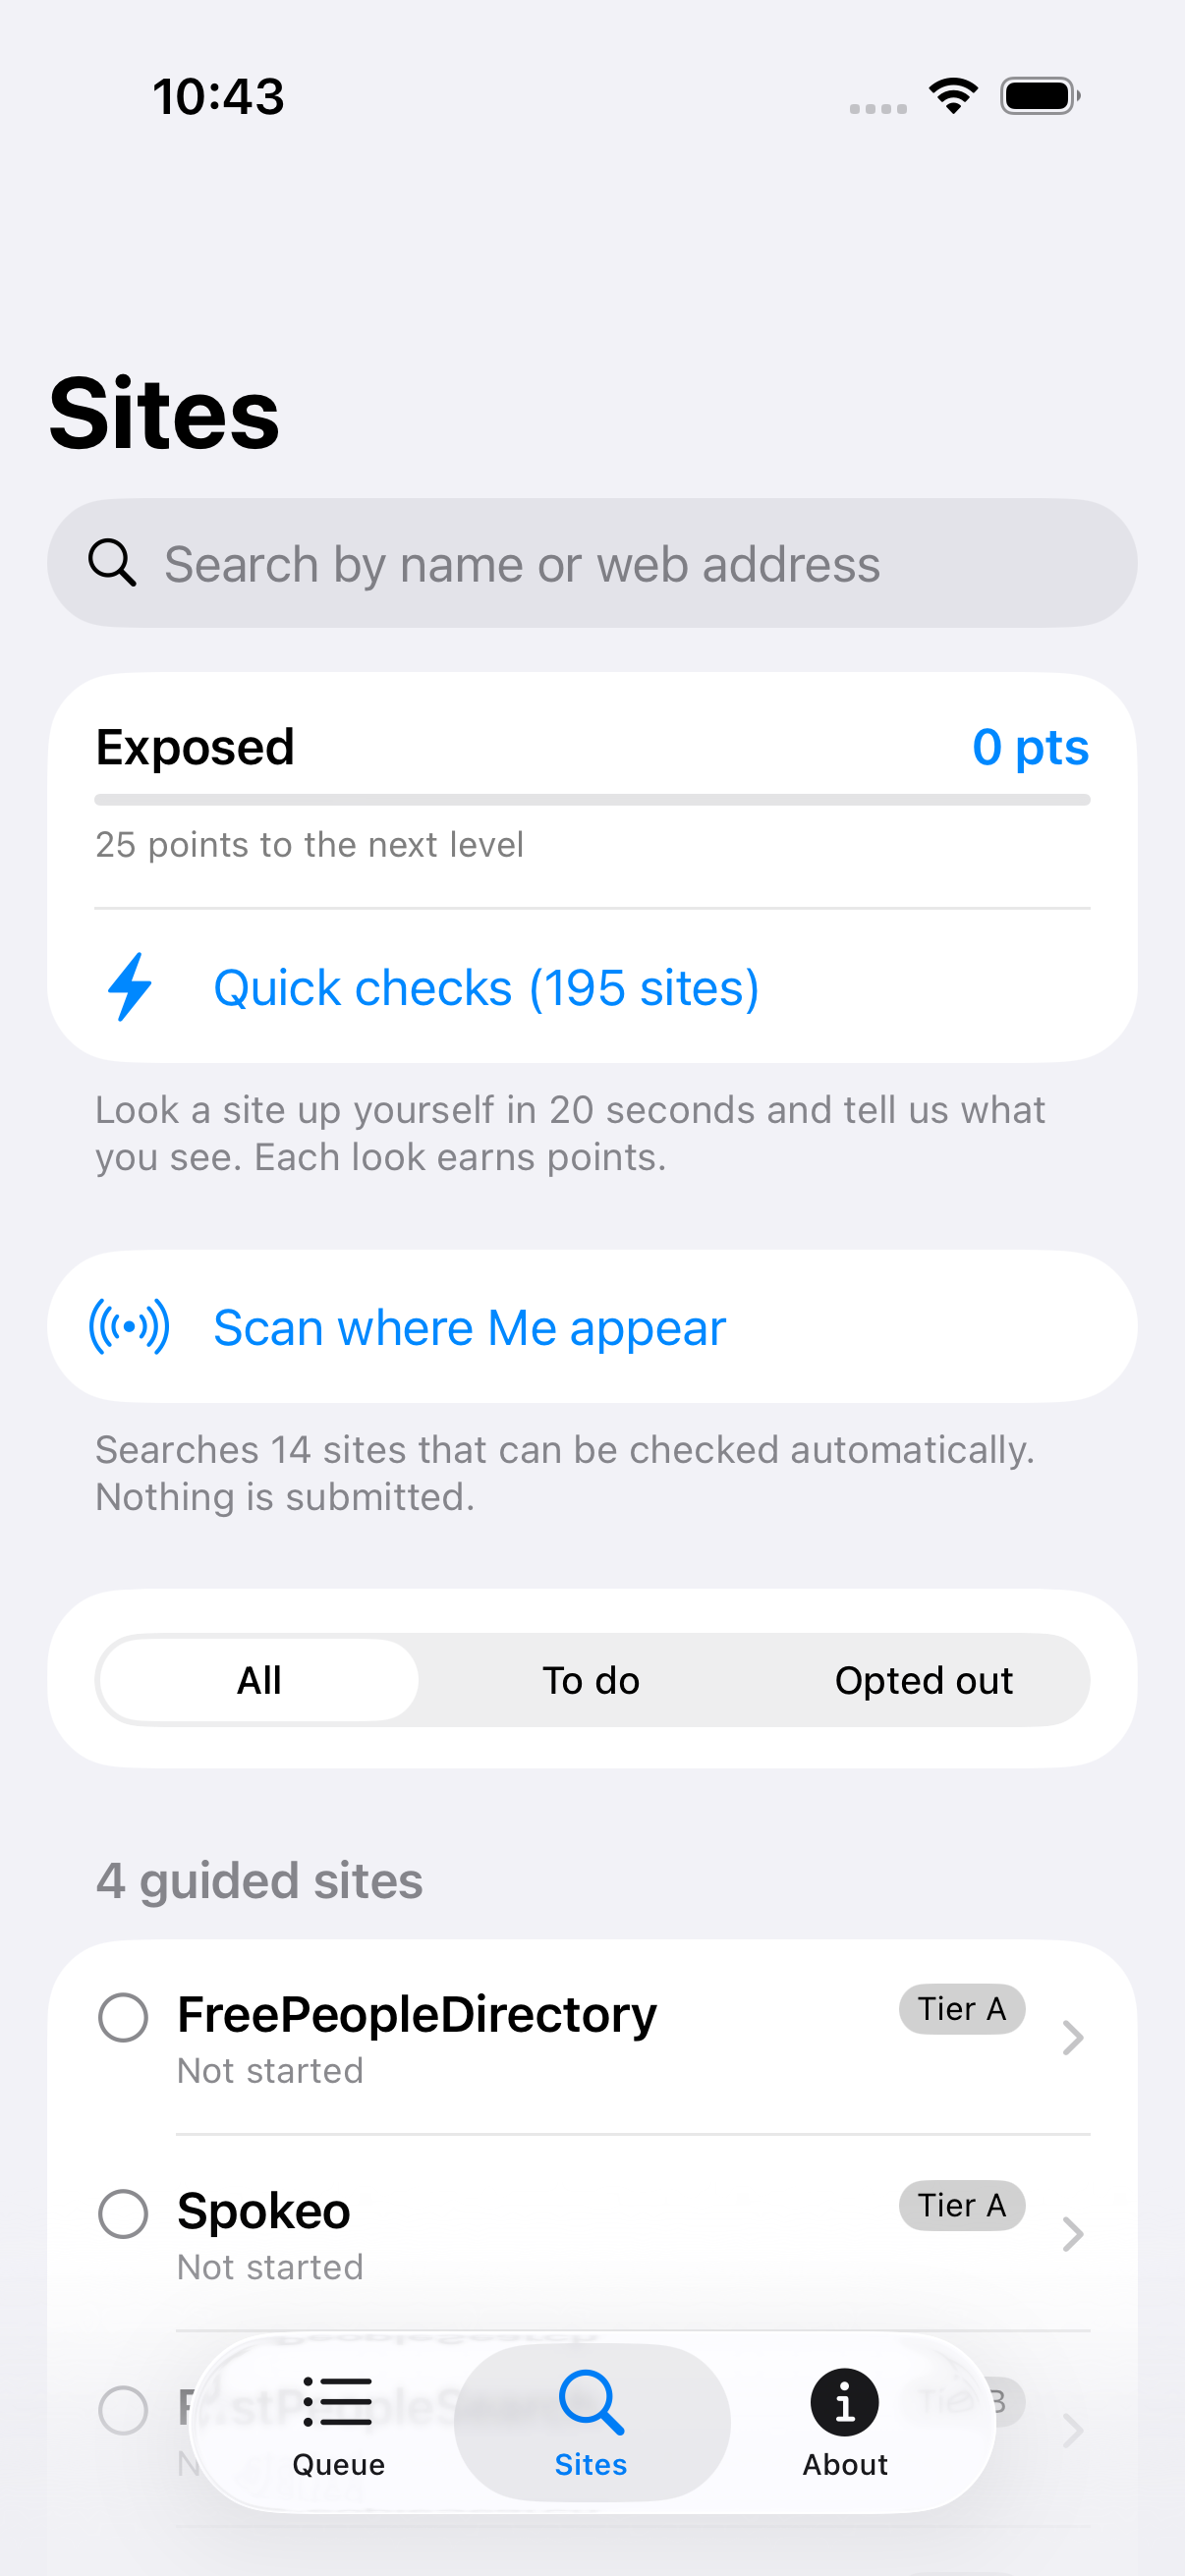 10:43
Sites
Search by name or web address
Exposed
0 pts
25 points to the next level
Quick checks (195 sites)
Look a site up yourself in 20 seconds and tell us what
you see. Each look earns points.
Scan where Me appear
Searches 14 sites that can be checked automatically.
Nothing is submitted.
All
To do
Opted out
4 guided sites
FreePeopleDirectory
Tier A
Not started
Spokeo
Tier A
Not started
Queue
Sites
About